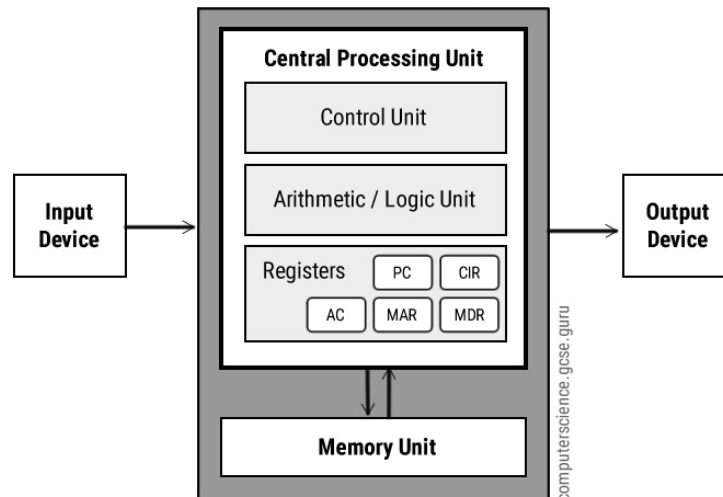 Central Processing Unit
Control Unit
Arithmetic / Logic Unit
Input
Device
Output
Device
Registers
PC
CIR
AC
MAR
MDR
Memory Unit
computerscience.gcse.guru